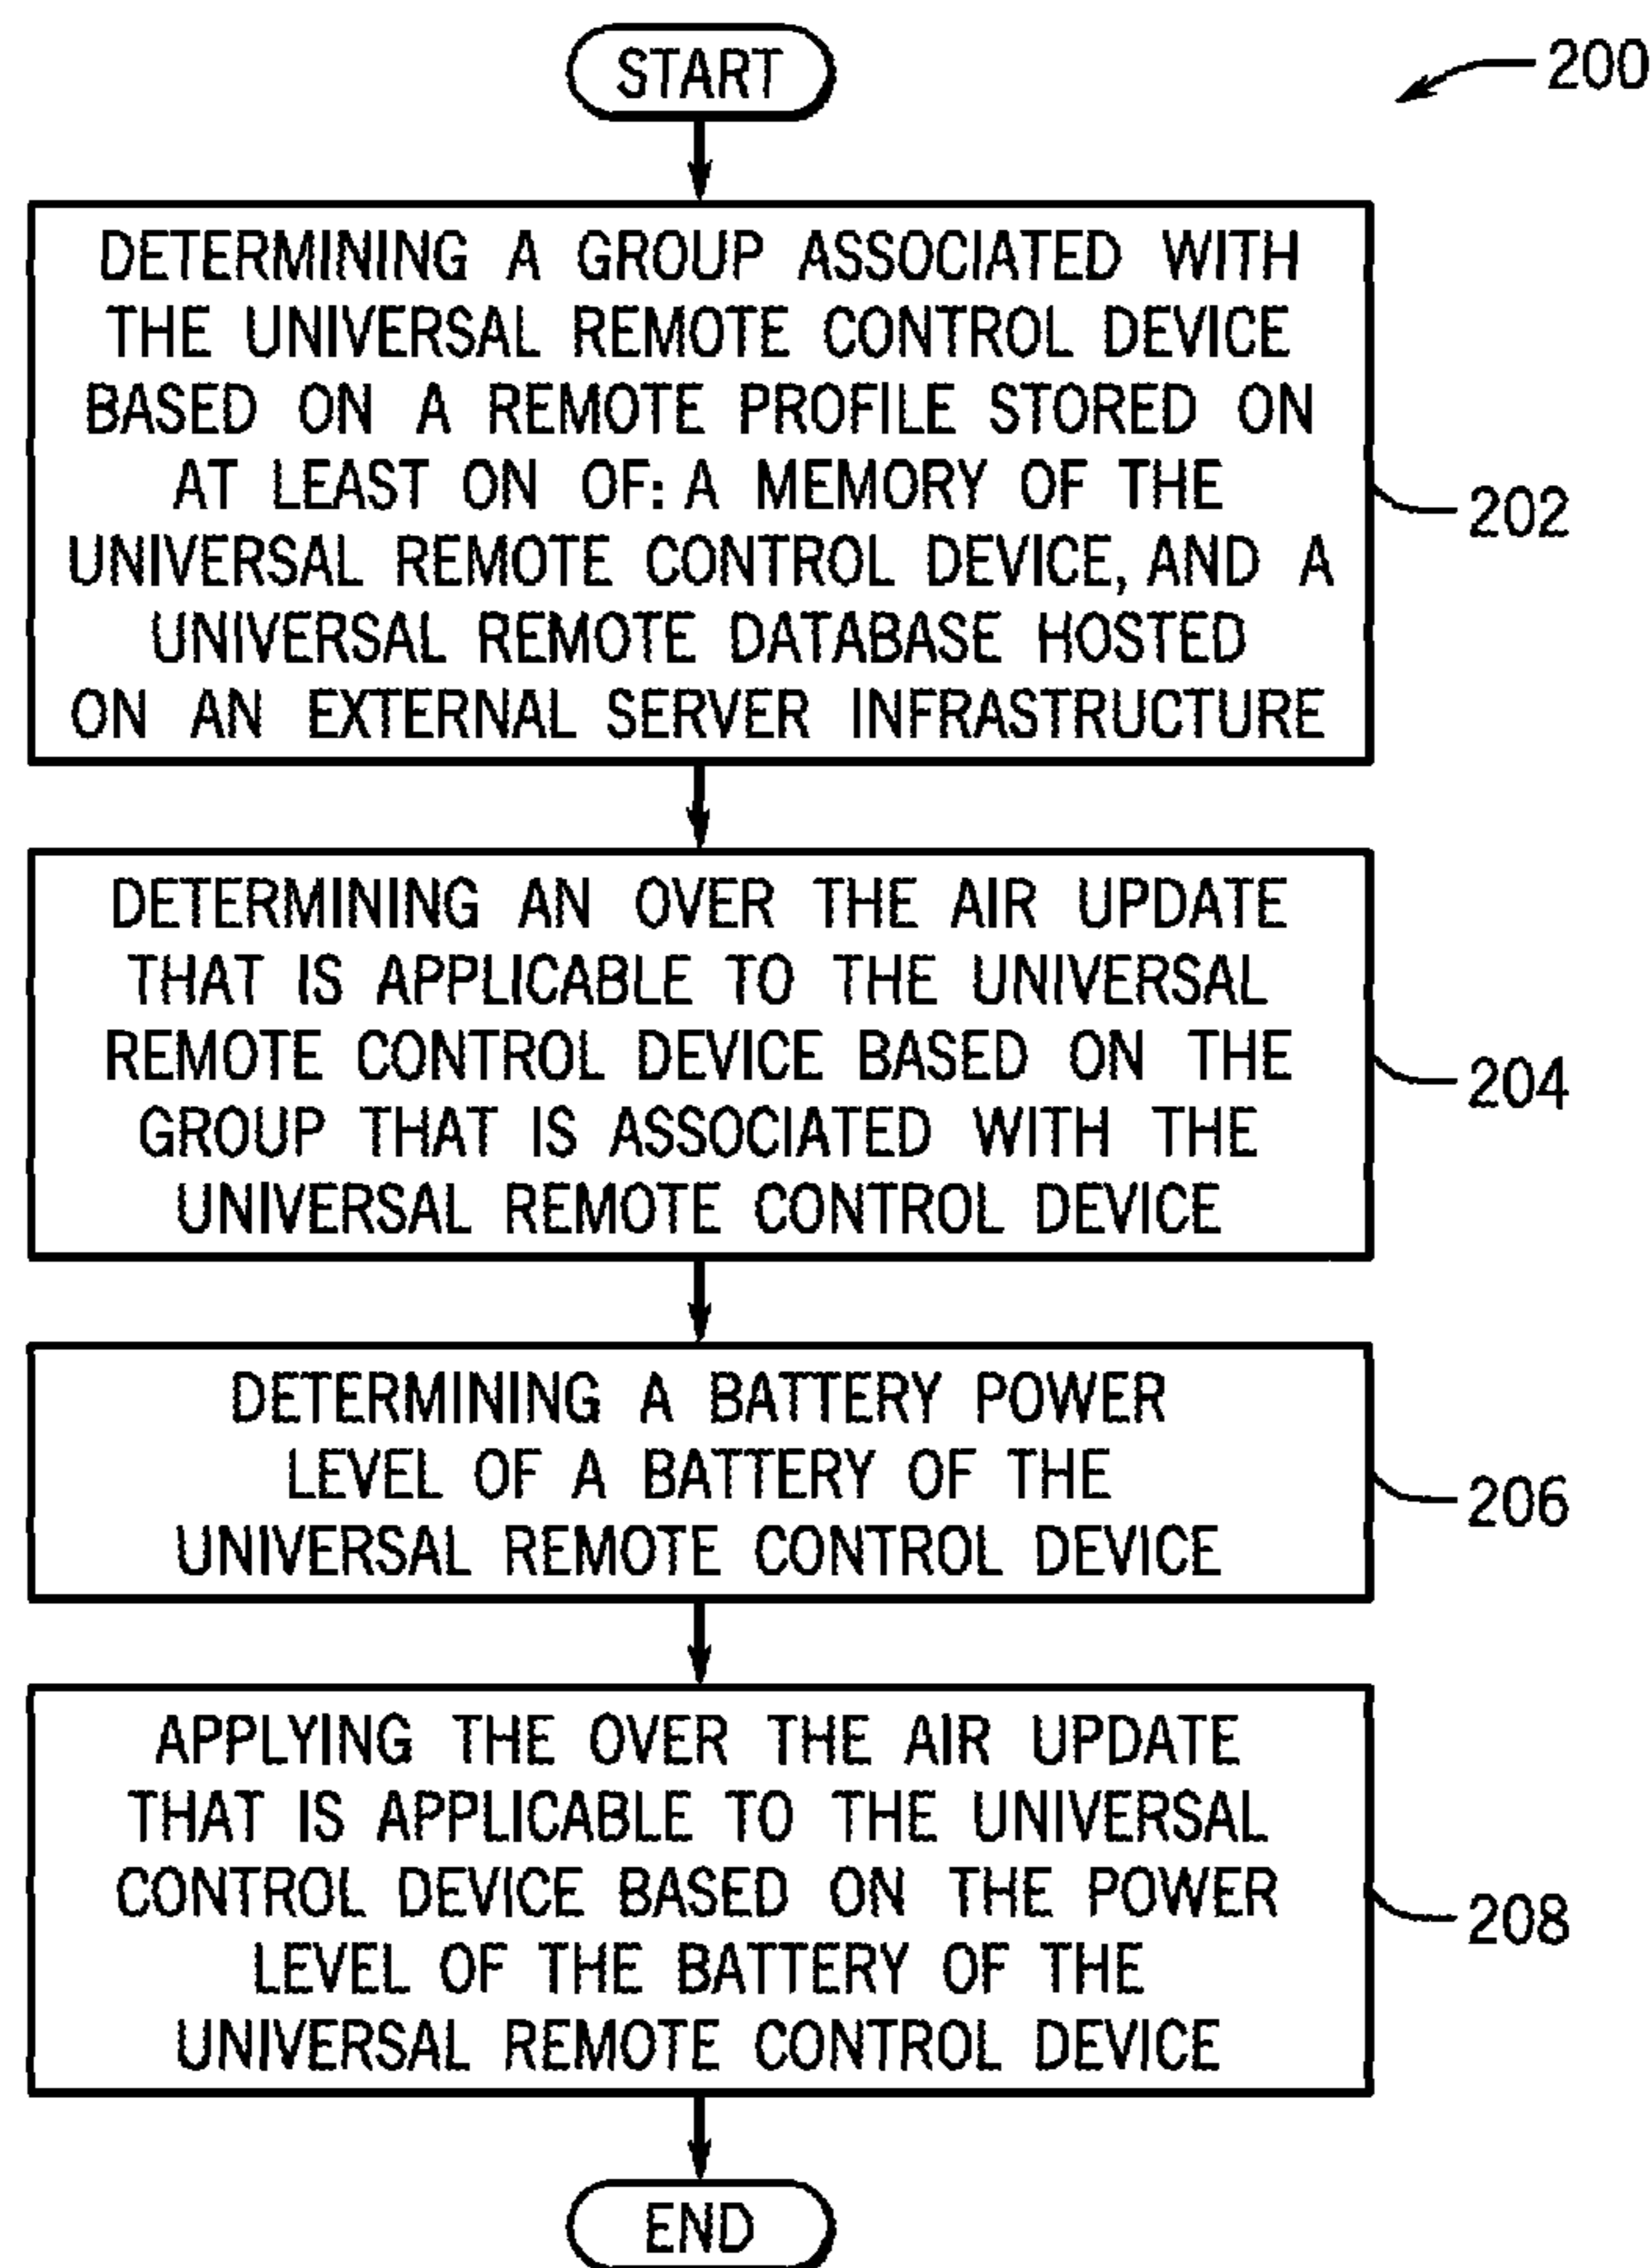 START
200
DETERMINING A GROUP ASSOCIATED WITH
THE UNIVERSAL REMOTE CONTROL DEVICE
BASED ON A REMOTE PROFILE STORED ON
AT LEAST ON OF: A MEMORY OF THE
UNIVERSAL REMOTE CONTROL DEVICE, AND A
UNIVERSAL REMOTE DATABASE HOSTED
ON AN EXTERNAL SERVER INFRASTRUCTURE
202
DETERMINING AN OVER THE AIR UPDATE
THAT IS APPLICABLE TO THE UNIVERSAL
REMOTE CONTROL DEVICE BASED ON THE
GROUP THAT IS ASSOCIATED WITH THE
UNIVERSAL REMOTE CONTROL DEVICE
204
DETERMINING A BATTERY POWER
LEVEL OF A BATTERY OF THE
UNIVERSAL REMOTE CONTROL DEVICE
206
APPLYING THE OVER THE AIR UPDATE
THAT IS APPLICABLE TO THE UNIVERSAL
CONTROL DEVICE BASED ON THE POWER
LEVEL OF THE BATTERY OF THE
UNIVERSAL REMOTE CONTROL DEVICE
208
END